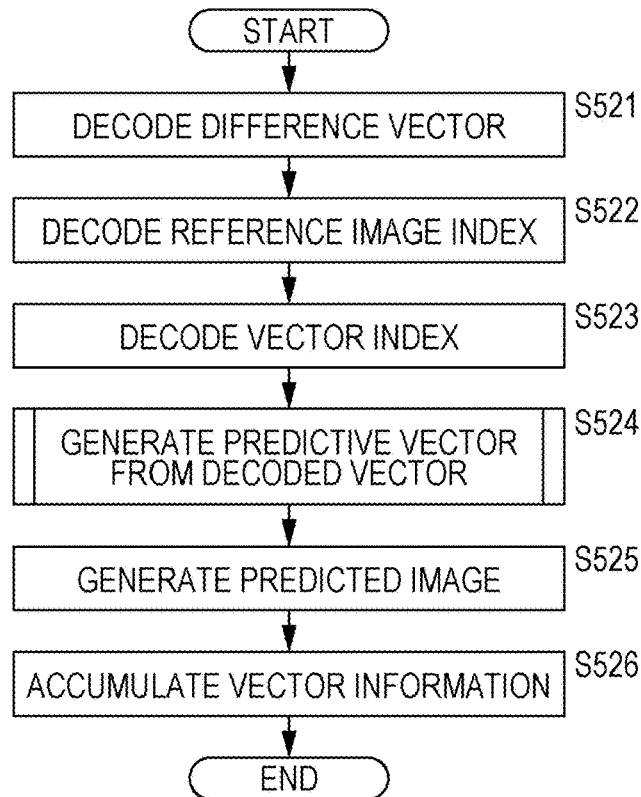 START
DECODE DIFFERENCE VECTOR
S521
DECODE REFERENCE IMAGE INDEX
S522
DECODE VECTOR INDEX
S523
GENERATE PREDICTIVE VECTOR
FROM DECODED VECTOR
S524
GENERATE PREDICTED IMAGE
S525
ACCUMULATE VECTOR INFORMATION
S526
END